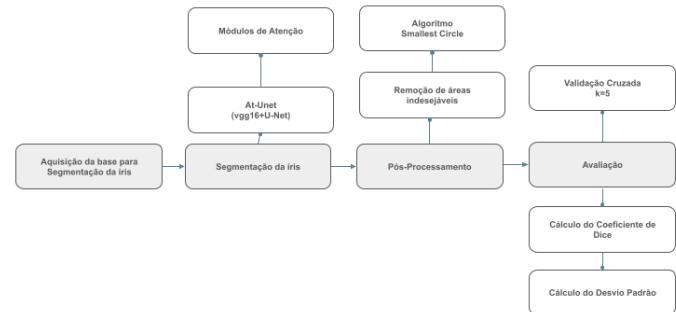 Módulos de Atenção
Algoritmo
Smallest Circle
At-Unet
(vgg16+U-Net)
Remoção de áreas
indesejáveis
Validação Cruzada
k=5
Aquisição da base para
Segmentação da íris
Segmentação da íris
Pós-Processamento
Avaliação
Cálculo do Coeficiente de
Dice
Cálculo do Desvio Padrão